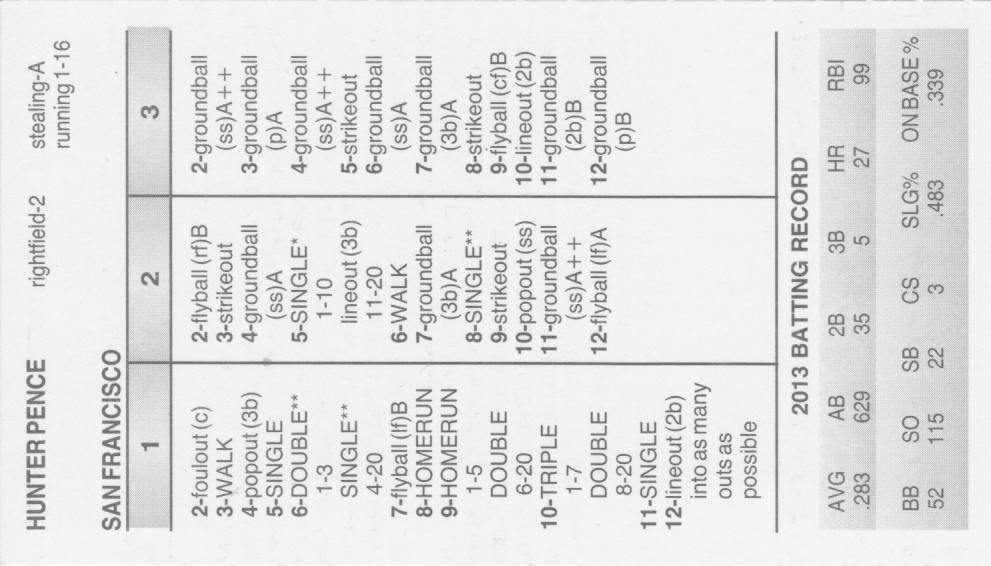 HUNTER PENCE rightfield-2 stealing-A
running 1-16
SAN FRANCISCO
1 2 3
2-foulout (c)
3-WALK
4-popout (3b)
5-SINGLE
6-DOUBLE**
1-3
SINGLE**
4-20
7-flyball (lf)B
8-HOMERUN
9-HOMERUN
1-5
DOUBLE
6-20
10-TRIPLE
1-7
DOUBLE
8-20
11-SINGLE
12-lineout (2b)
into as many
outs as
possible
2-flyball (rf)B
3-strikeout
4-groundball
(ss)A
5-SINGLE*
1-10
lineout (3b)
11-20
6-WALK
7-groundball
(3b)A
8-SINGLE**
9-strikeout
10-popout (ss)
11-groundball
(ss)A++
12-flyball (lf)A
2-groundball
(ss)A++
3-groundball
(p)A
4-groundball
(ss)A++
5-strikeout
6-groundball
(ss)A
7-groundball
(3b)A
8-strikeout
9-flyball (cf)B
10-lineout (2b)
11-groundball
(2b)B
12-groundball
(p)B
2013 BATTING RECORD
AVG AB 2B 3B HR RBI
.283 629 35 5 27 99
BB SO SB CS SLG% ON BASE%
52 115 22 3 .483 .339